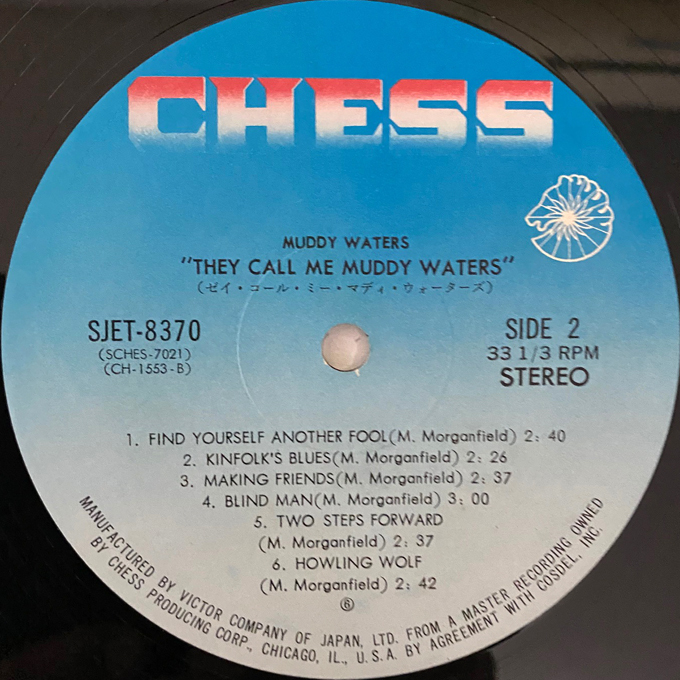 CHESS
MUDDY WATERS
"THEY CALL ME MUDDY WATERS"
(ゼイ・コール・ミー・マディ・ウォーターズ)
SJET-8370
(SCHES-7021)
(CH-1553-B)
SIDE 2
33 1/3 RPM
STEREO
1. FIND YOURSELF ANOTHER FOOL(M. Morganfield) 2:40
2. KINFOLK'S BLUES(M. Morganfield) 2:26
3. MAKING FRIENDS(M. Morganfield) 2:37
4. BLIND MAN(M. Morganfield) 3:00
5. TWO STEPS FORWARD
(M. Morganfield) 2:37
6. HOWLING WOLF
(M. Morganfield) 2:42
⑥
MANUFACTURED BY VICTOR COMPANY OF JAPAN, LTD. FROM A MASTER RECORDING OWNED
BY CHESS PRODUCING CORP., CHICAGO, IL., U.S.A. BY AGREEMENT WITH COSDEL, INC.